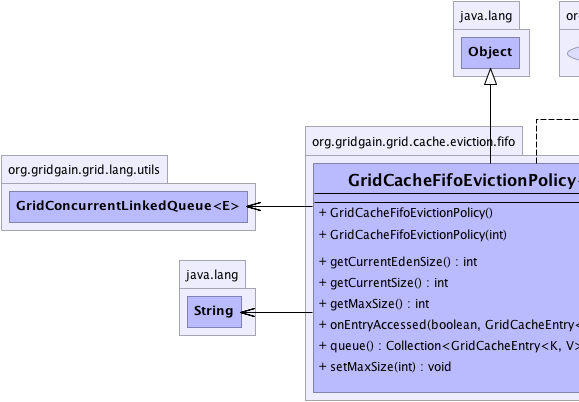 java.lang
Object
org.gridgain.grid.cache.eviction.fifo
GridCacheFifoEvictionPolicy
+ GridCacheFifoEvictionPolicy()
+ GridCacheFifoEvictionPolicy(int)
+ getCurrentEdenSize() : int
+ getCurrentSize() : int
+ getMaxSize() : int
+ onEntryAccessed(boolean, GridCacheEntry<
+ queue() : Collection<GridCacheEntry<K, V>
+ setMaxSize(int) : void
org.gridgain.grid.lang.utils
GridConcurrentLinkedQueue<E>
java.lang
String